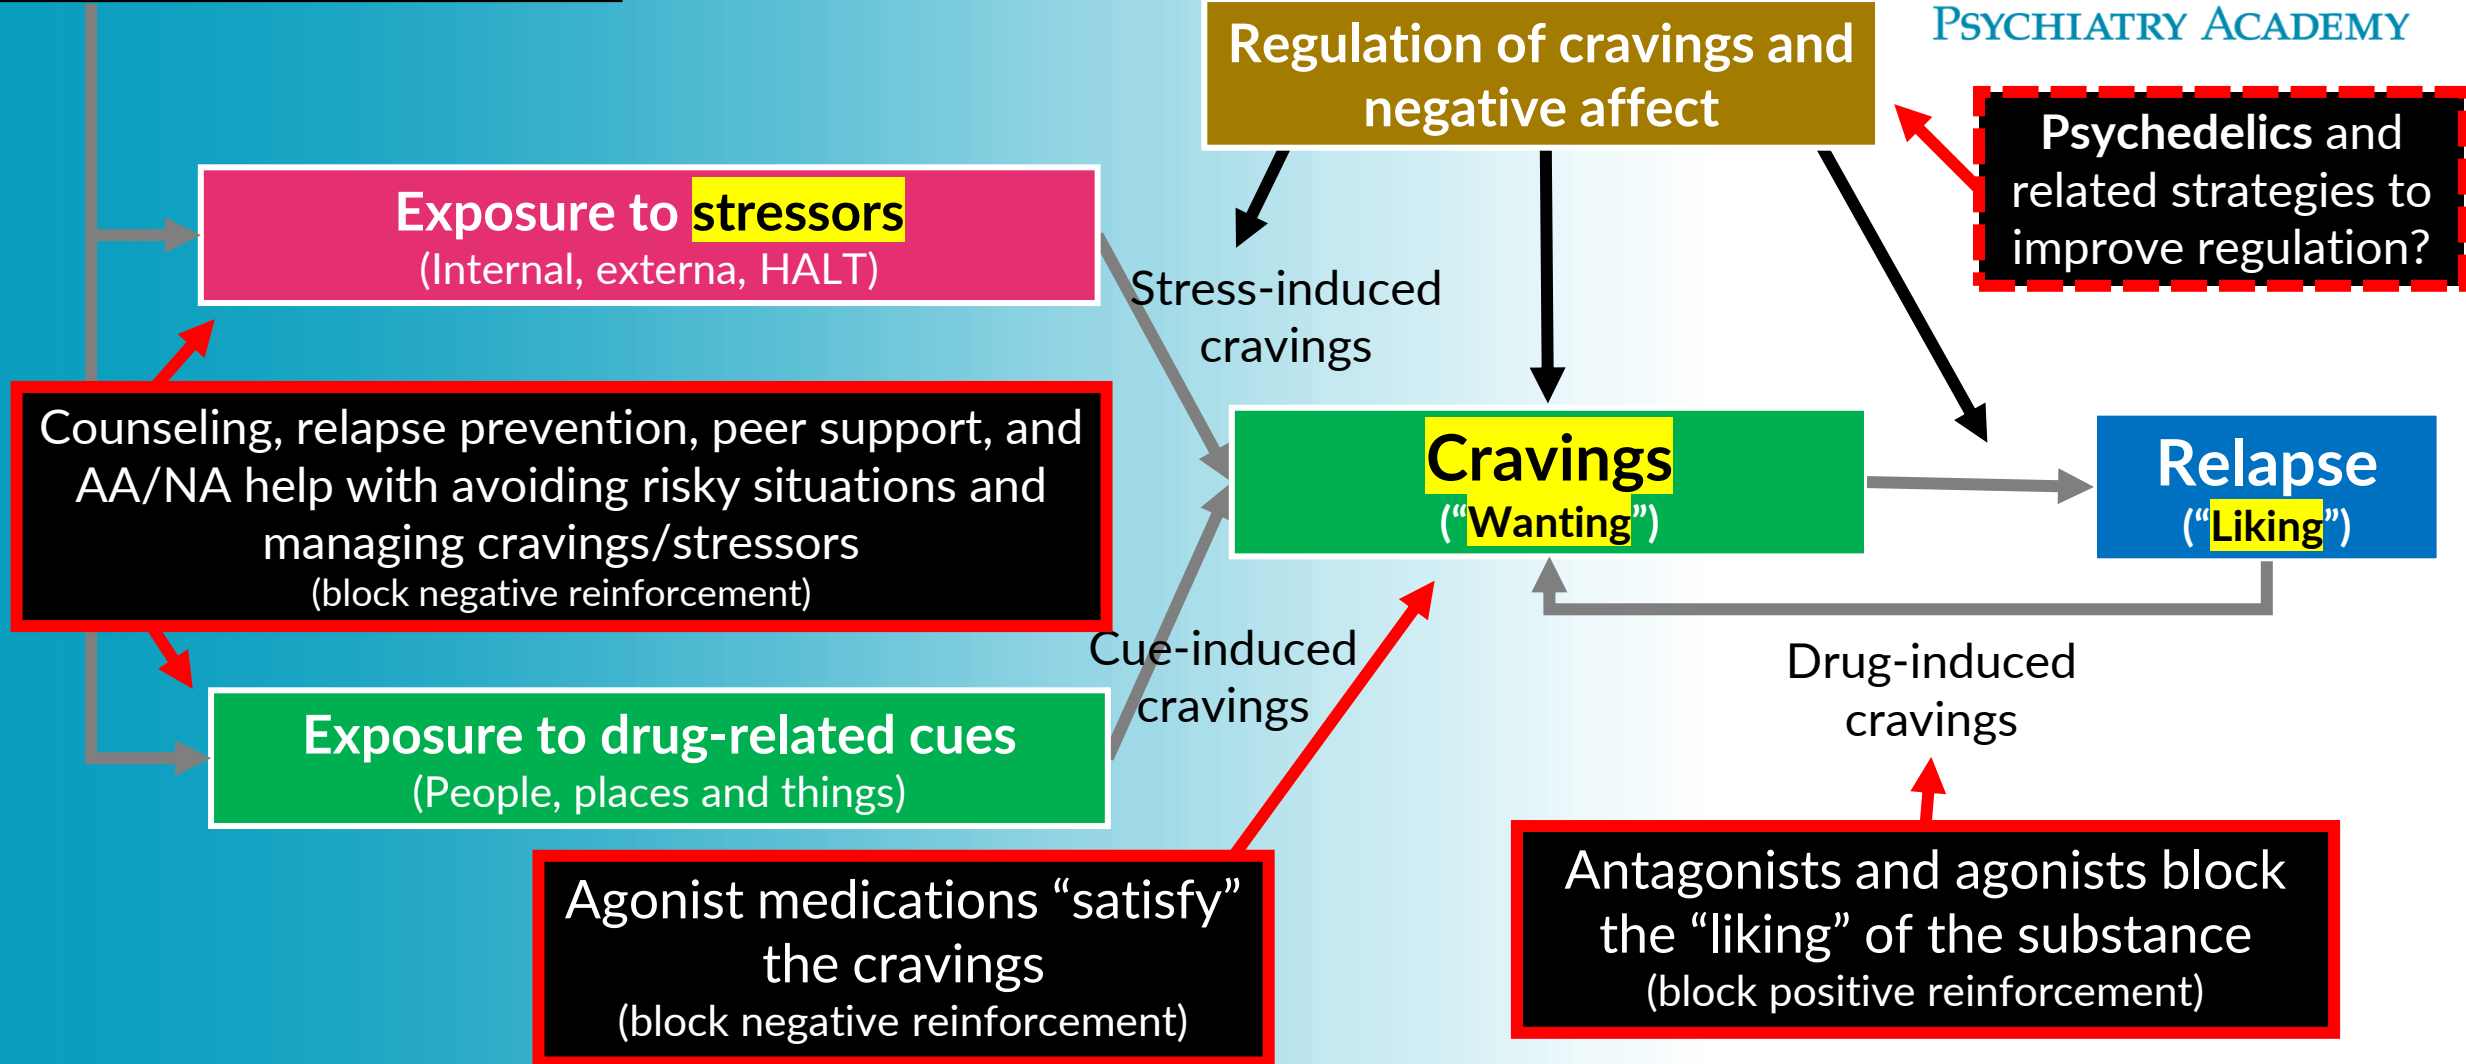 PSYCHIATRY ACADEMY
Regulation of cravings and
negative affect
Psychedelics and
related strategies to
improve regulation?
Exposure to stressors
(Internal, externa, HALT)
Stress-induced
cravings
Counseling, relapse prevention, peer support, and
AA/NA help with avoiding risky situations and
managing cravings/stressors
(block negative reinforcement)
Cravings
(“Wanting”)
Relapse
(“Liking”)
Cue-induced
cravings
Drug-induced
cravings
Exposure to drug-related cues
(People, places and things)
Agonist medications “satisfy”
the cravings
(block negative reinforcement)
Antagonists and agonists block
the “liking” of the substance
(block positive reinforcement)